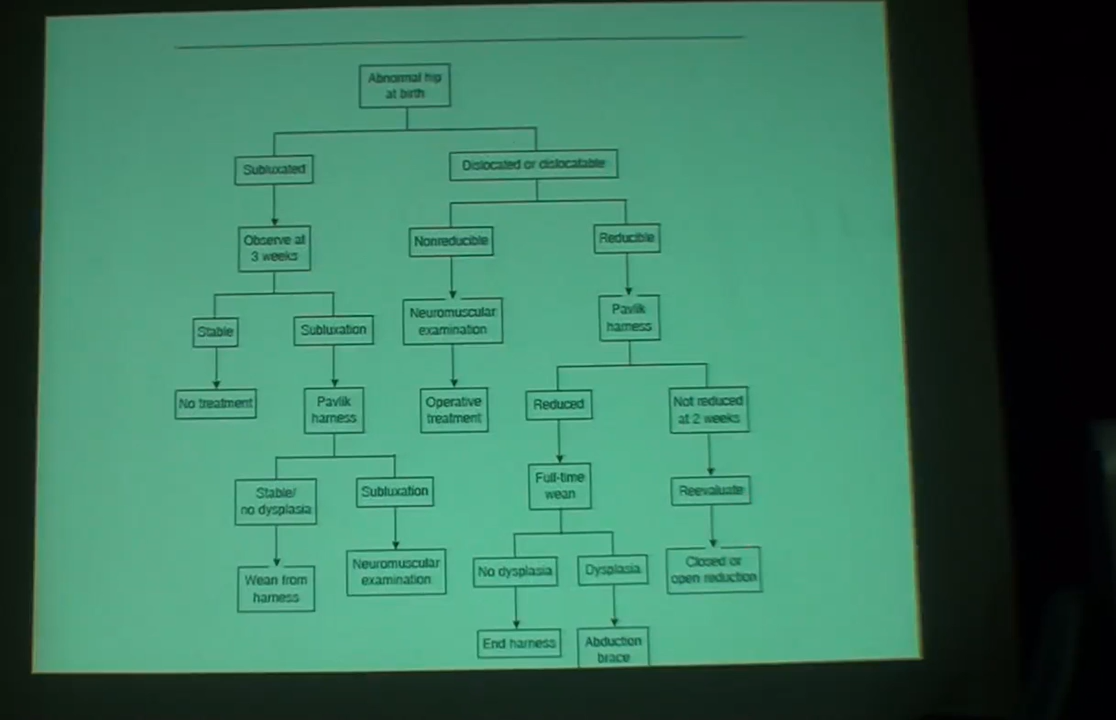 Abnormal hip
at birth
Subluxated
Dislocated or dislocatable
Observe at
3 weeks
Nonreducible
Reducible
Stable
Subluxation
Neuromuscular
examination
Pavlik
harness
No treatment
Pavlik
harness
Operative
treatment
Reduced
Not reduced
at 2 weeks
Stable/
no dysplasia
Subluxation
Full-time
wean
Reevaluate
Wean from
harness
Neuromuscular
examination
No dysplasia
Dysplasia
Closed or
open reduction
End harness
Abduction
brace